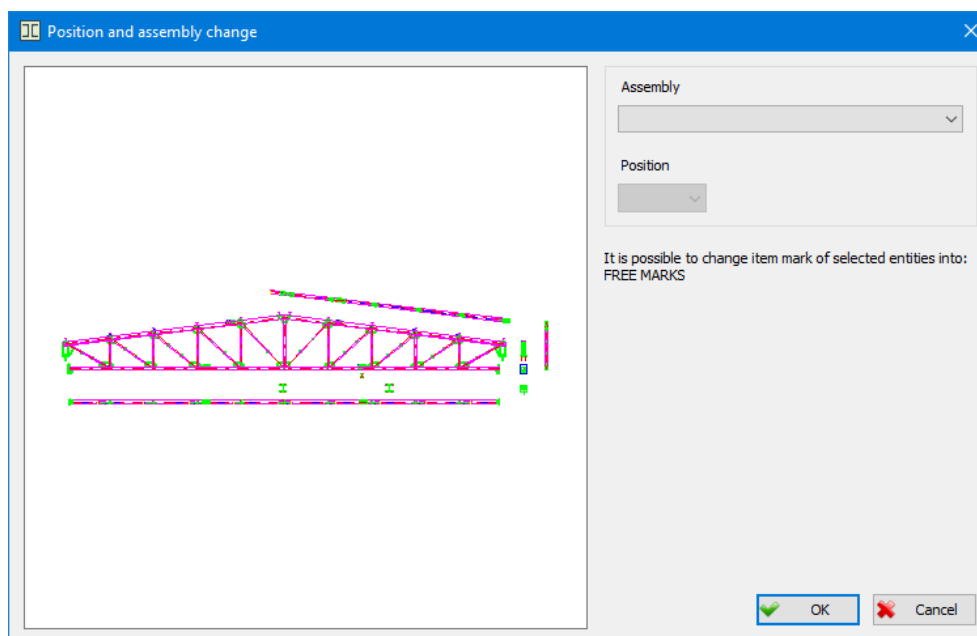 Position and assembly change
Assembly
Position
It is possible to change item mark of selected entities into:
FREE MARKS
OK
Cancel